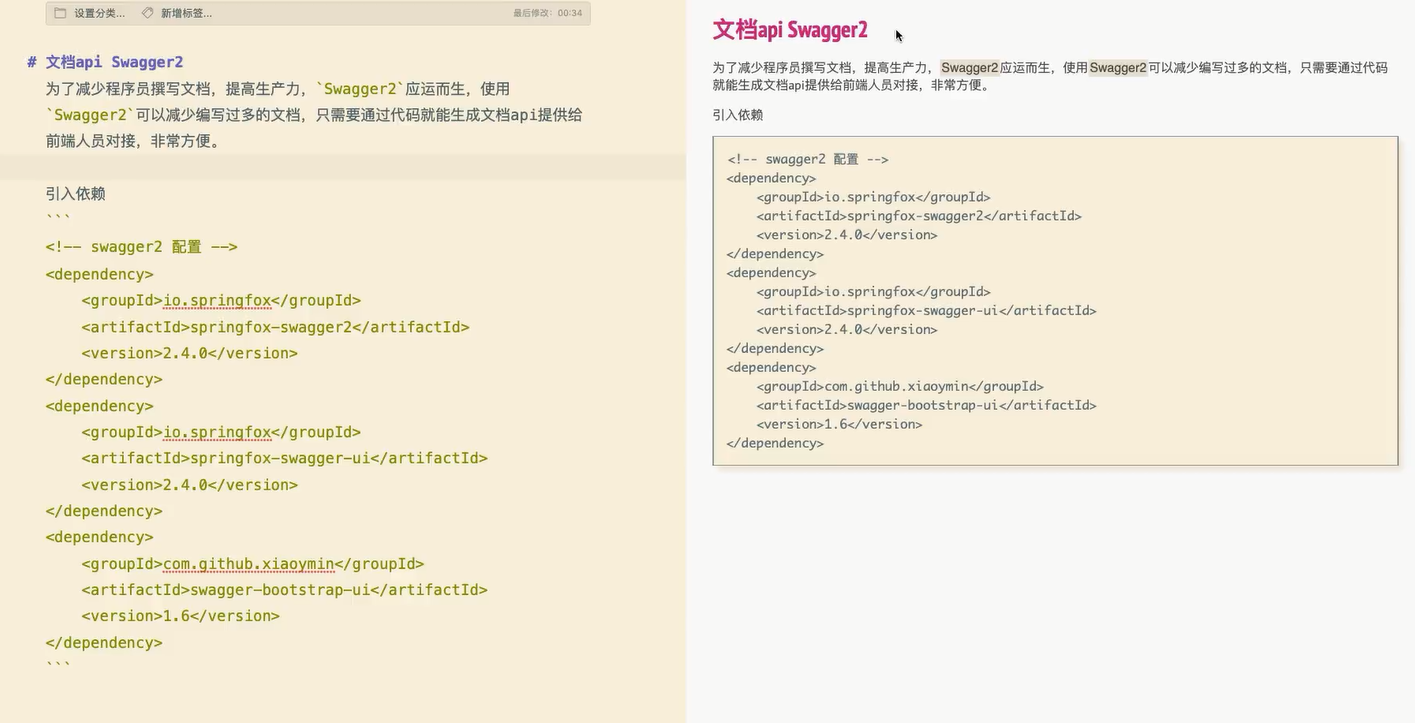 设置分类... 新增标签... 最后修改：00:34
# 文档api Swagger2
为了减少程序员撰写文档，提高生产力，`Swagger2`应运而生，使用
`Swagger2`可以减少编写过多的文档，只需要通过代码就能生成文档api提供给
前端人员对接，非常方便。
引入依赖
```
<!-- swagger2 配置 -->
<dependency>
    <groupId>io.springfox</groupId>
    <artifactId>springfox-swagger2</artifactId>
    <version>2.4.0</version>
</dependency>
<dependency>
    <groupId>io.springfox</groupId>
    <artifactId>springfox-swagger-ui</artifactId>
    <version>2.4.0</version>
</dependency>
<dependency>
    <groupId>com.github.xiaoymin</groupId>
    <artifactId>swagger-bootstrap-ui</artifactId>
    <version>1.6</version>
</dependency>
```
文档api Swagger2
为了减少程序员撰写文档，提高生产力，Swagger2应运而生，使用Swagger2可以减少编写过多的文档，只需要通过代码
就能生成文档api提供给前端人员对接，非常方便。
引入依赖
<!-- swagger2 配置 -->
<dependency>
    <groupId>io.springfox</groupId>
    <artifactId>springfox-swagger2</artifactId>
    <version>2.4.0</version>
</dependency>
<dependency>
    <groupId>io.springfox</groupId>
    <artifactId>springfox-swagger-ui</artifactId>
    <version>2.4.0</version>
</dependency>
<dependency>
    <groupId>com.github.xiaoymin</groupId>
    <artifactId>swagger-bootstrap-ui</artifactId>
    <version>1.6</version>
</dependency>